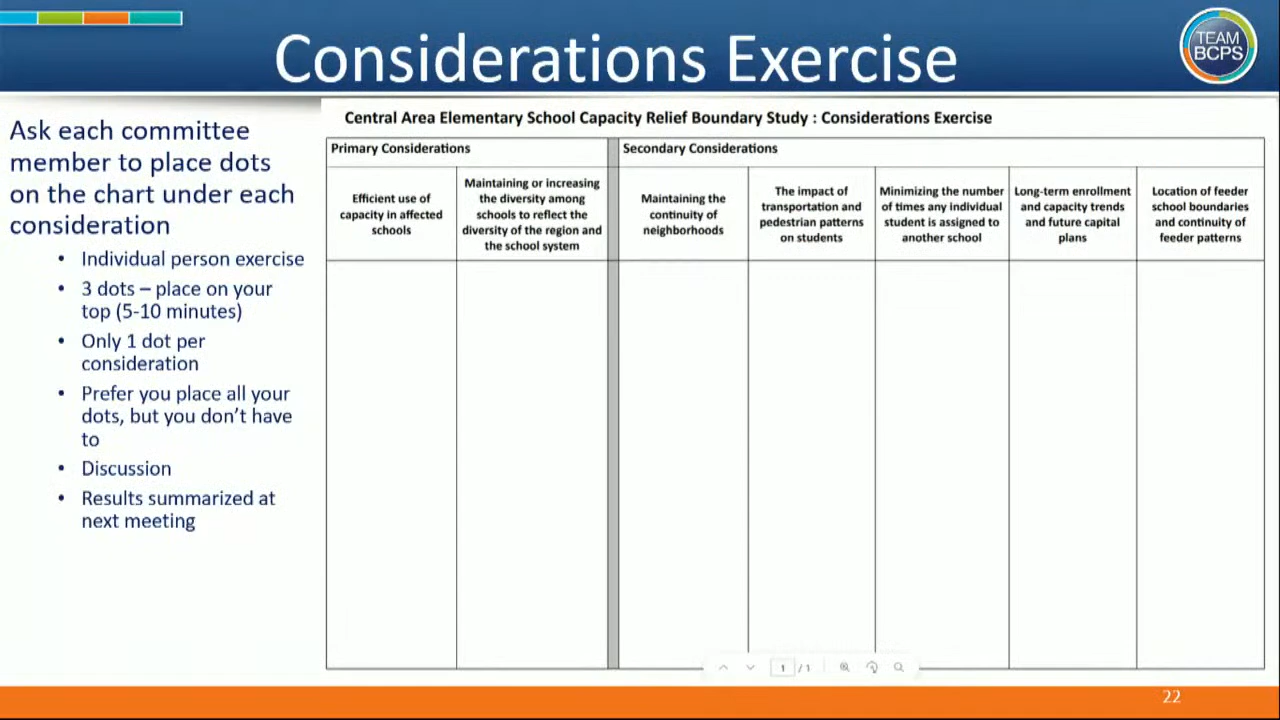 Considerations Exercise
TEAM
BCPS
Ask each committee
member to place dots
on the chart under each
consideration
• Individual person exercise
• 3 dots – place on your
top (5-10 minutes)
• Only 1 dot per
consideration
• Prefer you place all your
dots, but you don’t have
to
• Discussion
• Results summarized at
next meeting
Central Area Elementary School Capacity Relief Boundary Study : Considerations Exercise
Primary Considerations
Secondary Considerations
Efficient use of
capacity in affected
schools
Maintaining or increasing
the diversity among
schools to reflect the
diversity of the region and
the school system
Maintaining the
continuity of
neighborhoods
The impact of
transportation and
pedestrian patterns
on students
Minimizing the number
of times any individual
student is assigned to
another school
Long-term enrollment
and capacity trends
and future capital
plans
Location of feeder
school boundaries
and continuity of
feeder patterns
1 / 1
22